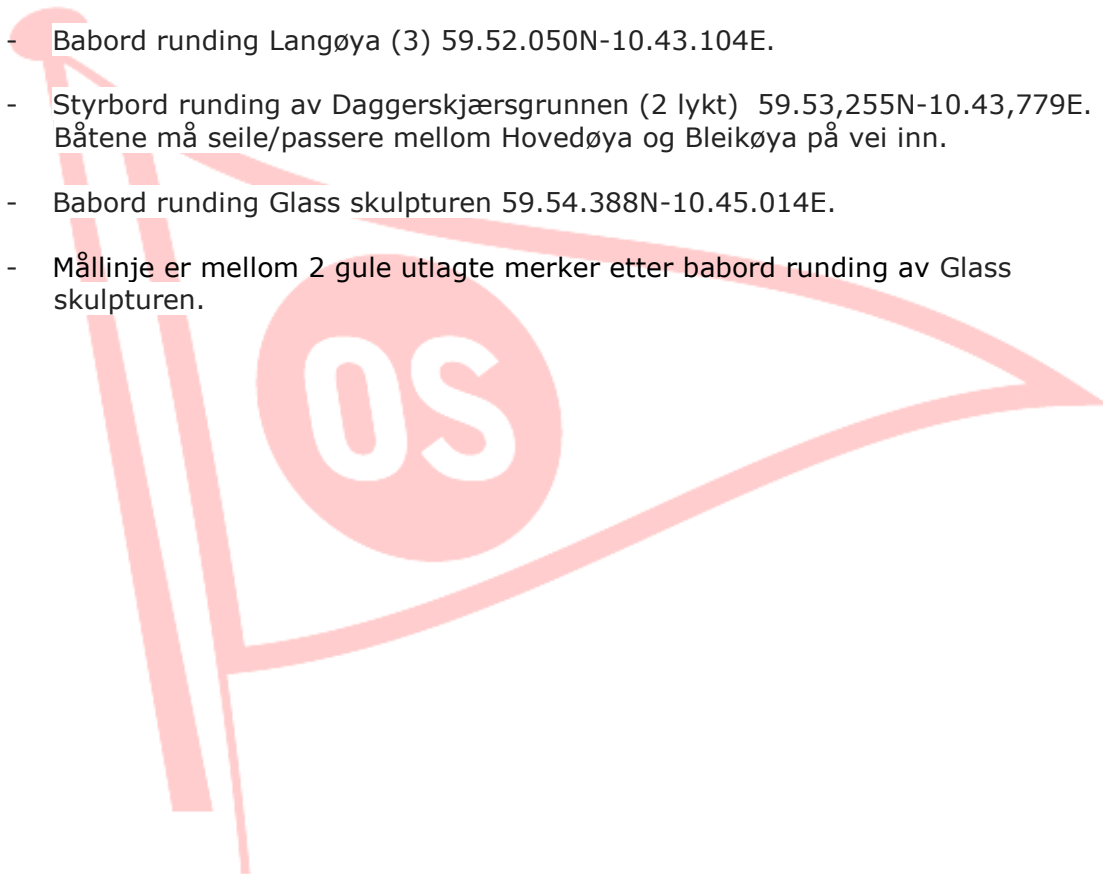 - Babord runding Langøya (3) 59.52.050N-10.43.104E.
- Styrbord runding av Daggerskjærsgrunnen (2 lykt)  59.53,255N-10.43,779E.
Båtene må seile/passere mellom Hovedøya og Bleikøya på vei inn.
- Babord runding Glass skulpturen 59.54.388N-10.45.014E.
- Mållinje er mellom 2 gule utlagte merker etter babord runding av Glass
skulpturen.
OS